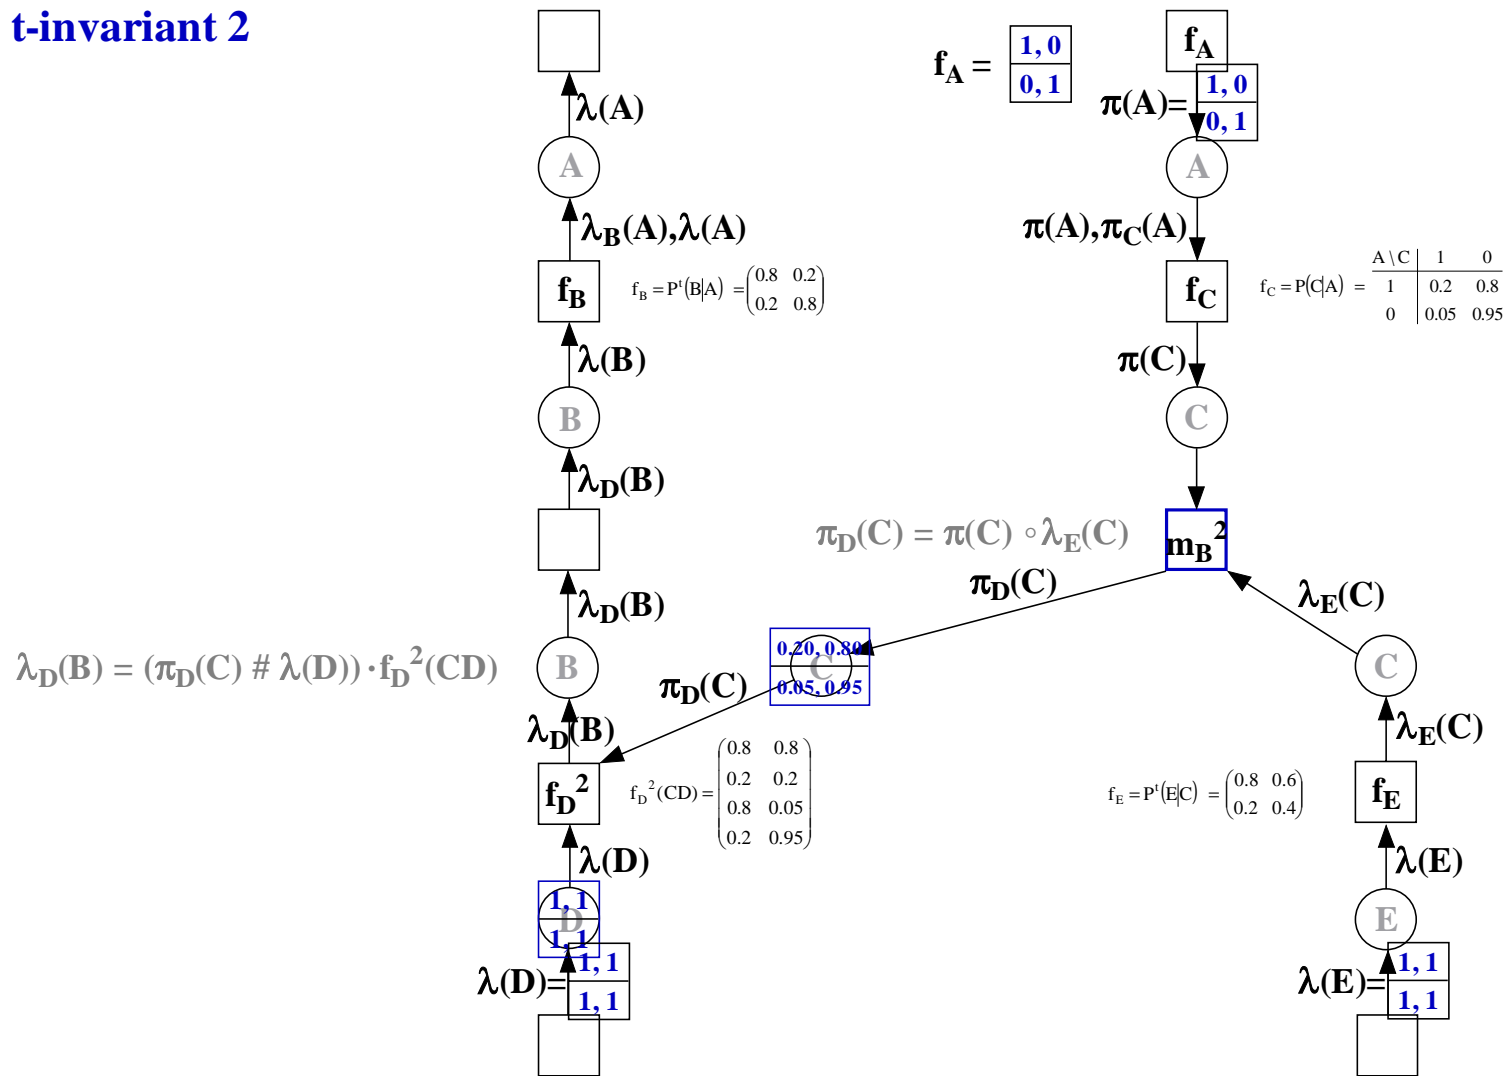 t-invariant 2
f_A =
1, 0
0, 1
f_A
π(A)=
1, 0
0, 1
λ(A)
A
A
λ_B(A),λ(A)
π(A),π_C(A)
f_B
f_B = P^t(B|A) = (0.8 0.2
0.2 0.8)
f_C
f_C = P(C|A) =
A \ C 1 0
1 0.2 0.8
0 0.05 0.95
λ(B)
π(C)
B
C
λ_D(B)
π_D(C) = π(C) ∘ λ_E(C)
m_B^2
π_D(C)
λ_E(C)
λ_D(B)
λ_D(B) = (π_D(C) # λ(D)) · f_D^2(CD)
B
0.20, 0.80
C
0.05, 0.95
C
π_D(C)
λ_D(B)
λ_E(C)
f_D^2
f_D^2(CD) = (0.8 0.8
0.2 0.2
0.8 0.05
0.2 0.95)
f_E = P^t(E|C) = (0.8 0.6
0.2 0.4)
f_E
λ(D)
λ(E)
1, 1
D
1, 1
E
λ(D)=
1, 1
1, 1
λ(E)=
1, 1
1, 1